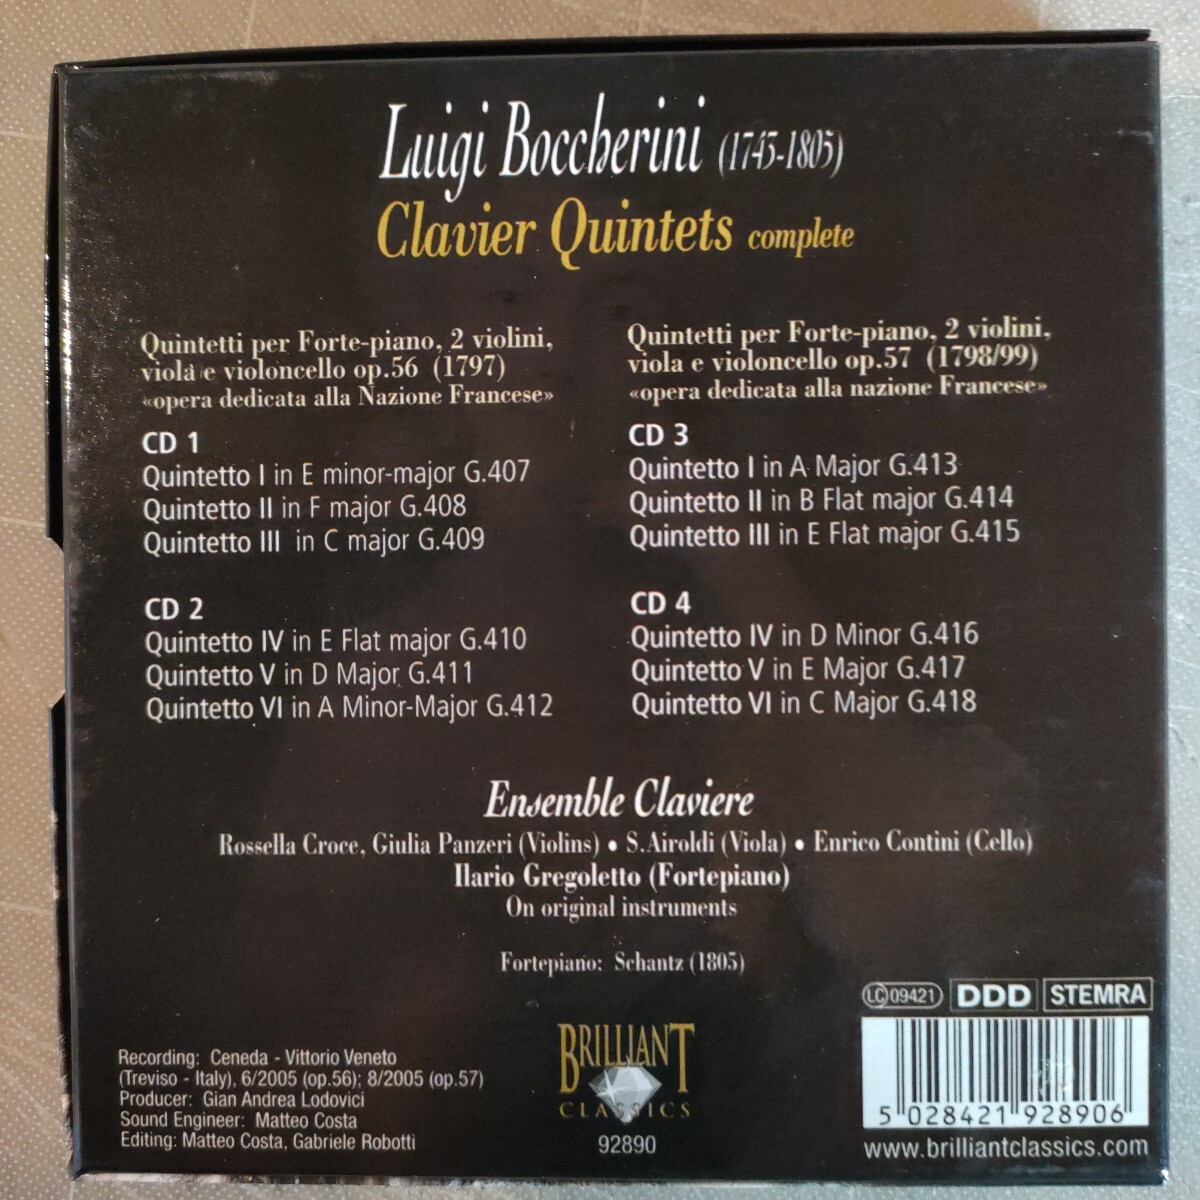 Luigi Boccherini (1743-1805)
Clavier Quintets complete
Quintetti per Forte-piano, 2 violini,
viola e violoncello op.56 (1797)
«opera dedicata alla Nazione Francese»
CD 1
Quintetto I in E minor-major G.407
Quintetto II in F major G.408
Quintetto III in C major G.409
CD 2
Quintetto IV in E Flat major G.410
Quintetto V in D Major G.411
Quintetto VI in A Minor-Major G.412
Quintetti per Forte-piano, 2 violini,
viola e violoncello op.57 (1798/99)
«opera dedicata alla nazione Francese»
CD 3
Quintetto I in A Major G.413
Quintetto II in B Flat major G.414
Quintetto III in E Flat major G.415
CD 4
Quintetto IV in D Minor G.416
Quintetto V in E Major G.417
Quintetto VI in C Major G.418
Ensemble Claviere
Rossella Croce, Giulia Panzeri (Violins) • S.Airoldi (Viola) • Enrico Contini (Cello)
Ilario Gregoletto (Fortepiano)
On original instruments
Fortepiano: Schantz (1805)
Recording: Ceneda - Vittorio Veneto
(Treviso - Italy), 6/2005 (op.56); 8/2005 (op.57)
Producer: Gian Andrea Lodovici
Sound Engineer: Matteo Costa
Editing: Matteo Costa, Gabriele Robotti
BRILLIANT
CLASSICS
92890
LC 09421 DDD STEMRA
5 028421 928906
www.brilliantclassics.com